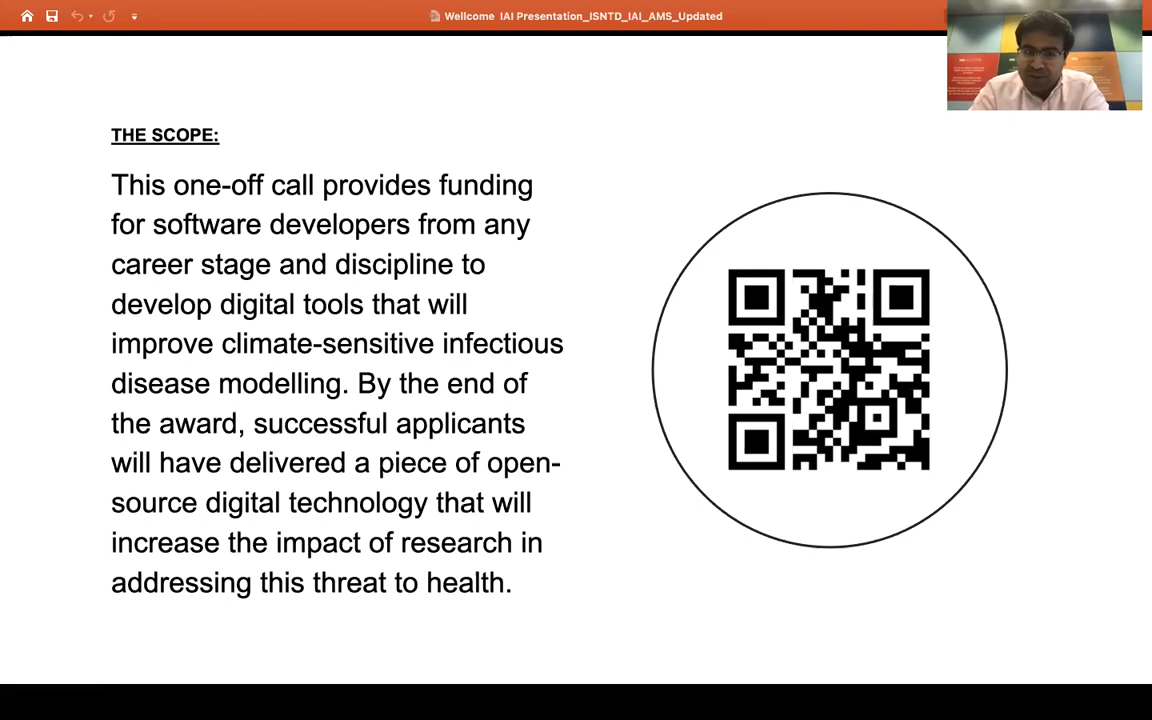 Wellcome IAI Presentation_ISNTD_IAI_AMS_Updated
THE SCOPE:
This one-off call provides funding
for software developers from any
career stage and discipline to
develop digital tools that will
improve climate-sensitive infectious
disease modelling. By the end of
the award, successful applicants
will have delivered a piece of open-
source digital technology that will
increase the impact of research in
addressing this threat to health.